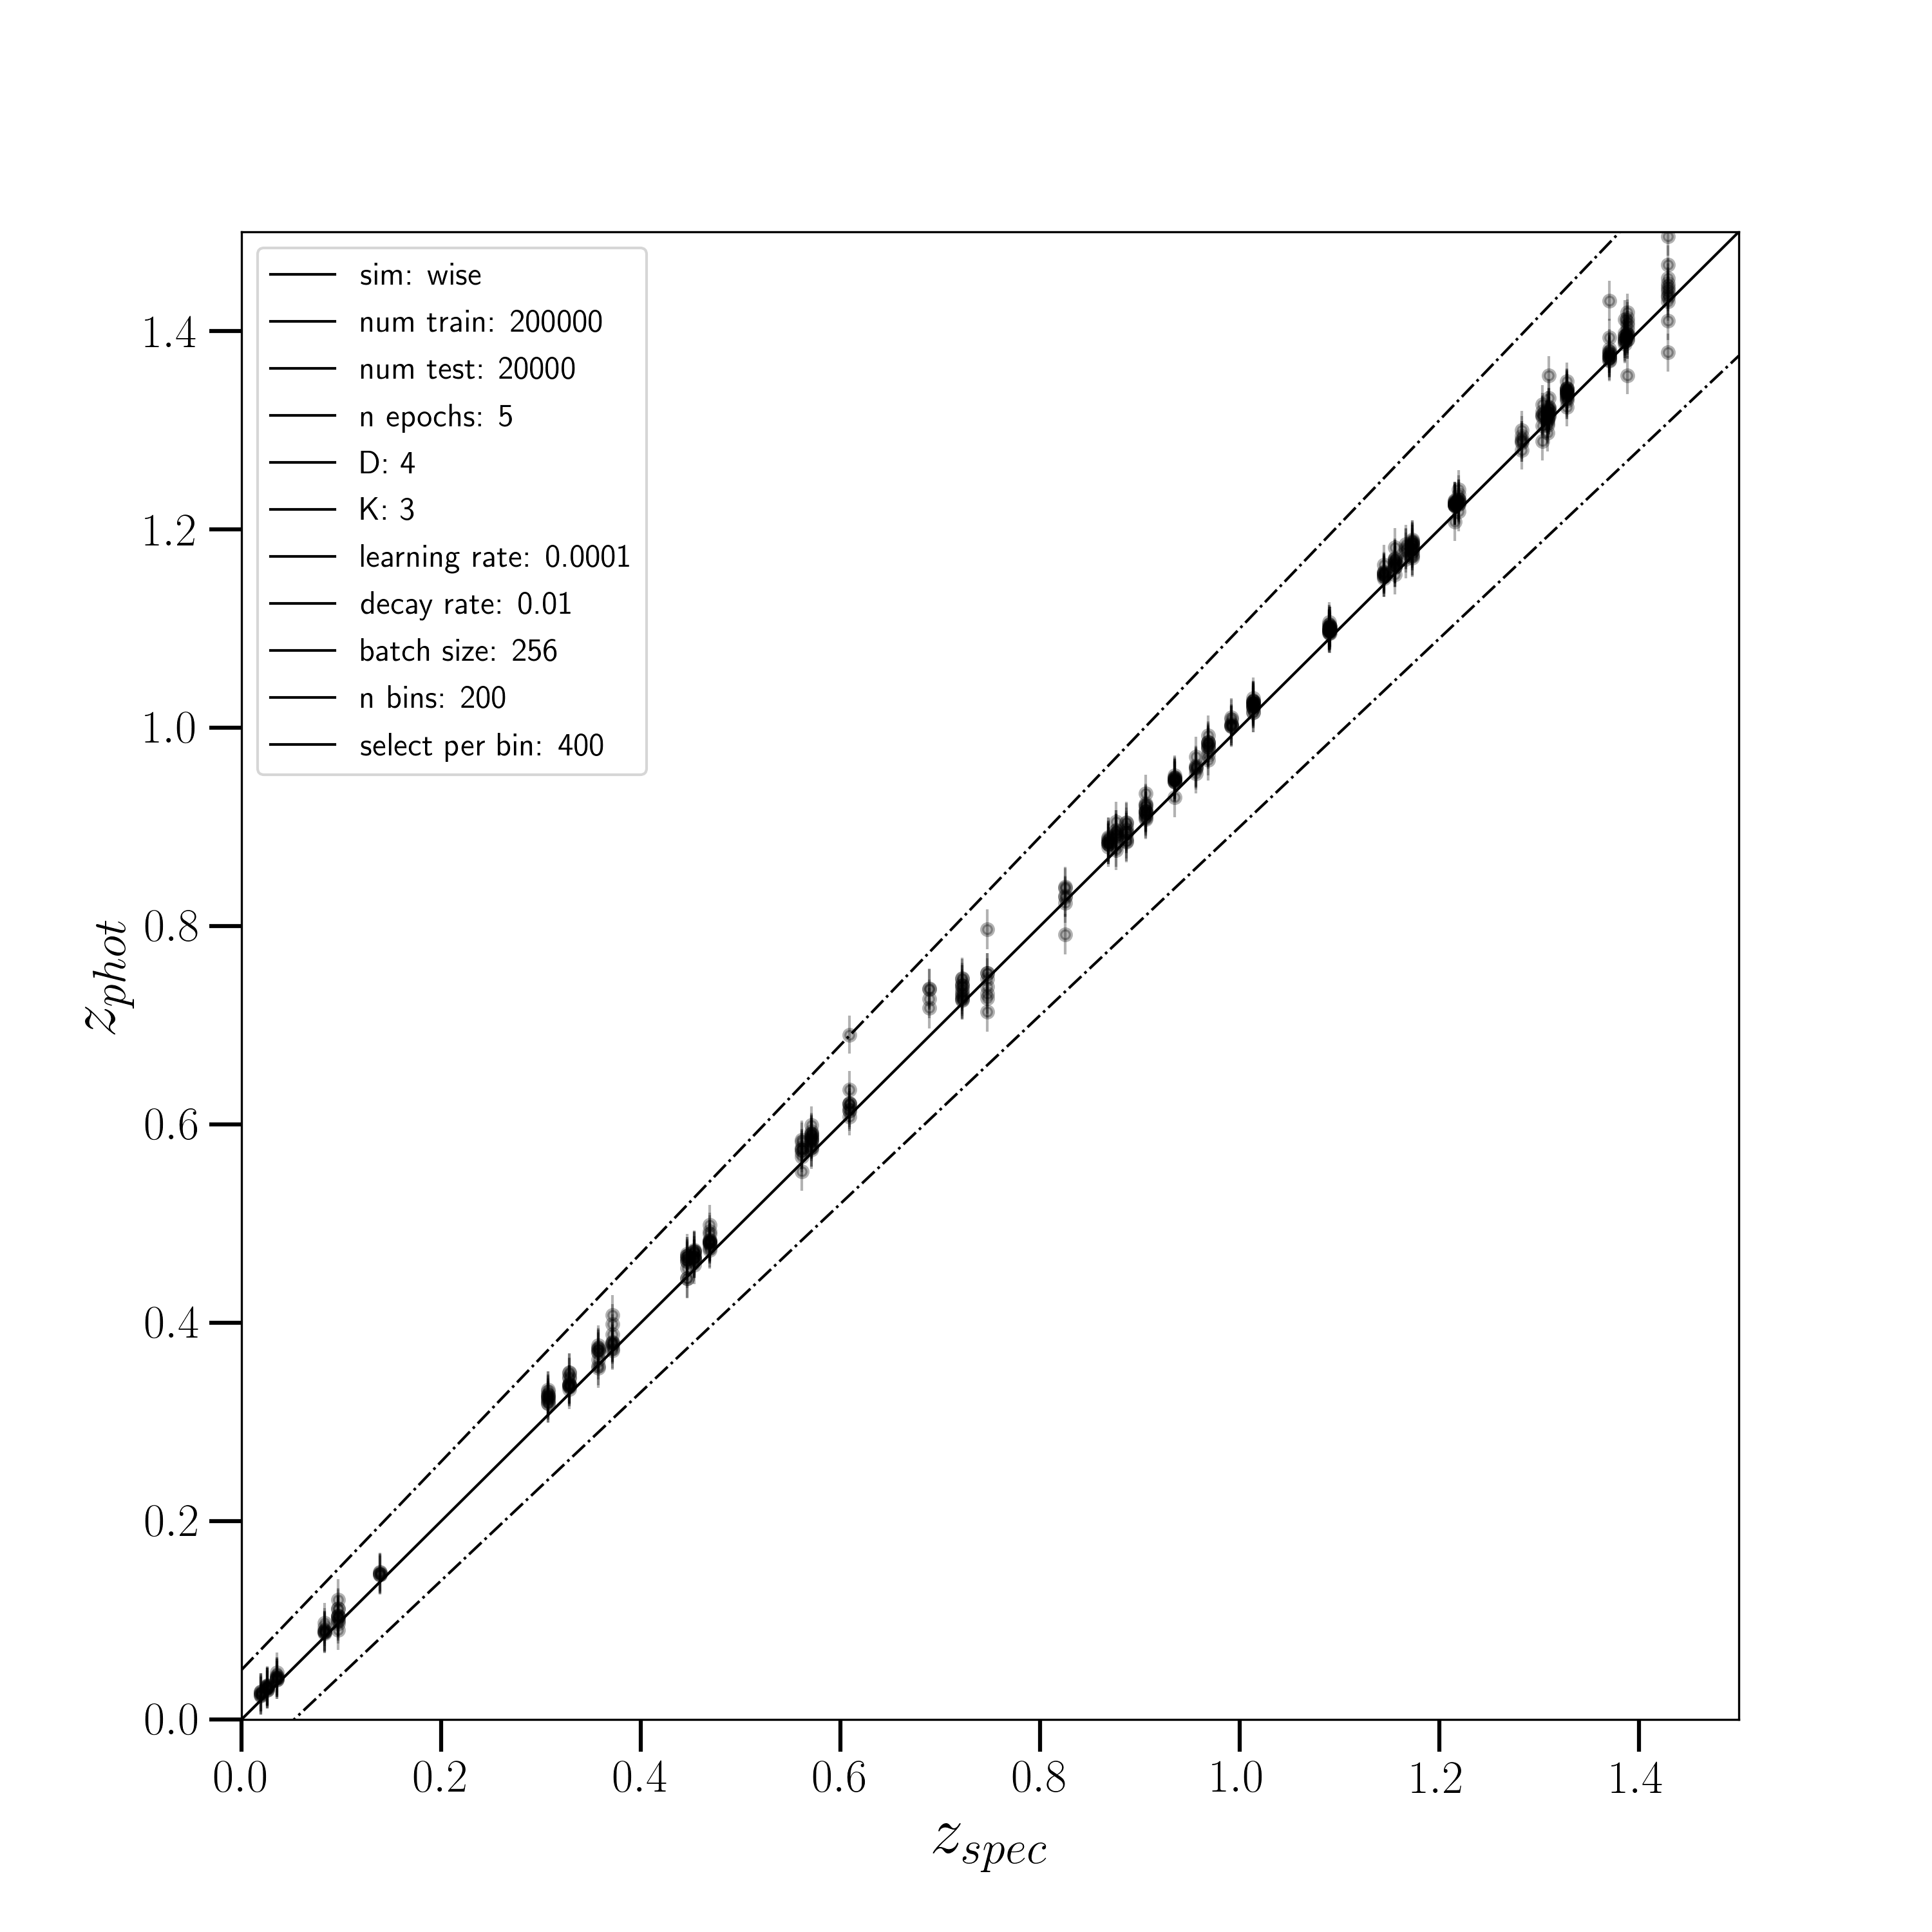 sim: wise
num train: 200000
num test: 20000
n epochs: 5
D: 4
K: 3
learning rate: 0.0001
decay rate: 0.01
batch size: 256
n bins: 200
select per bin: 400
1.4
1.2
1.0
0.8
0.6
0.4
0.2
0.0
z_phot
0.0 0.2 0.4 0.6 0.8 1.0 1.2 1.4
z_spec